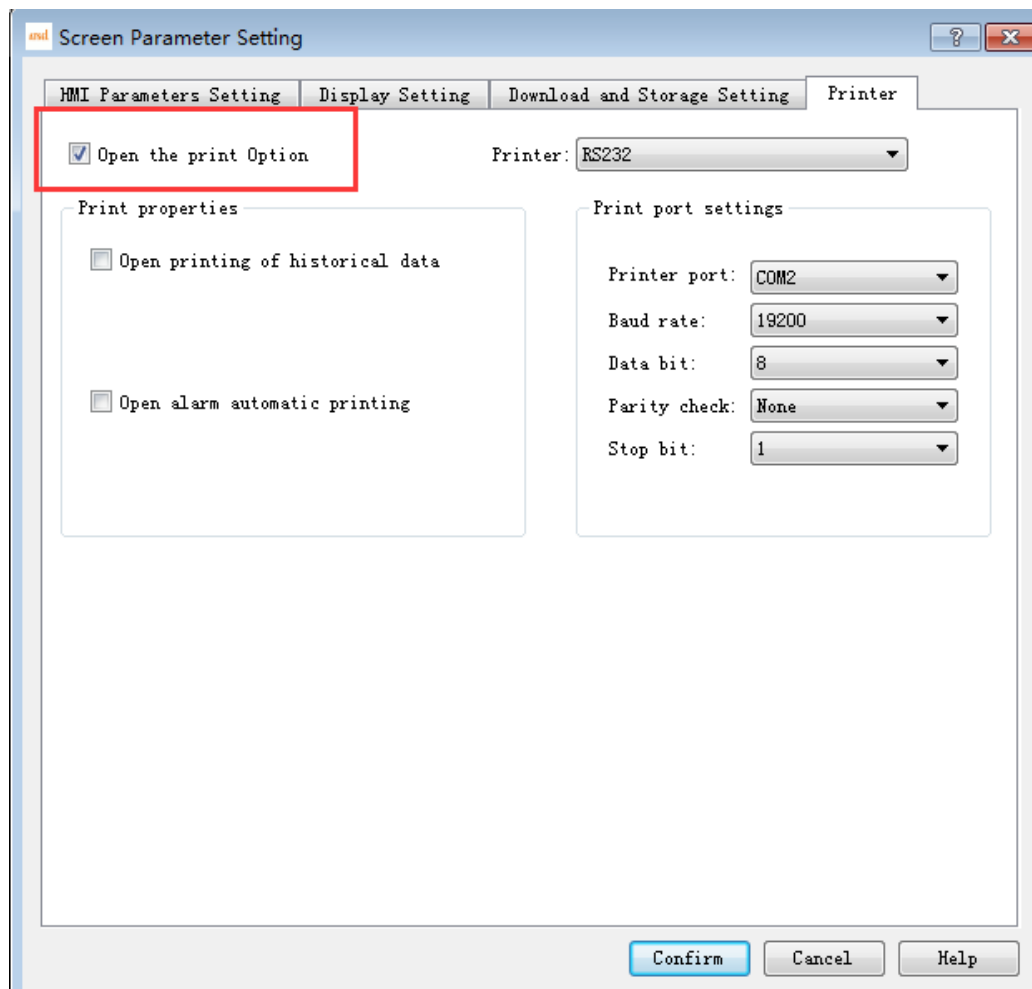 Screen Parameter Setting
HMI Parameters Setting Display Setting Download and Storage Setting Printer
Open the print Option Printer: RS232
Print properties Print port settings
Open printing of historical data
Printer port: COM2
Baud rate: 19200
Data bit: 8
Open alarm automatic printing
Parity check: None
Stop bit: 1
Confirm Cancel Help